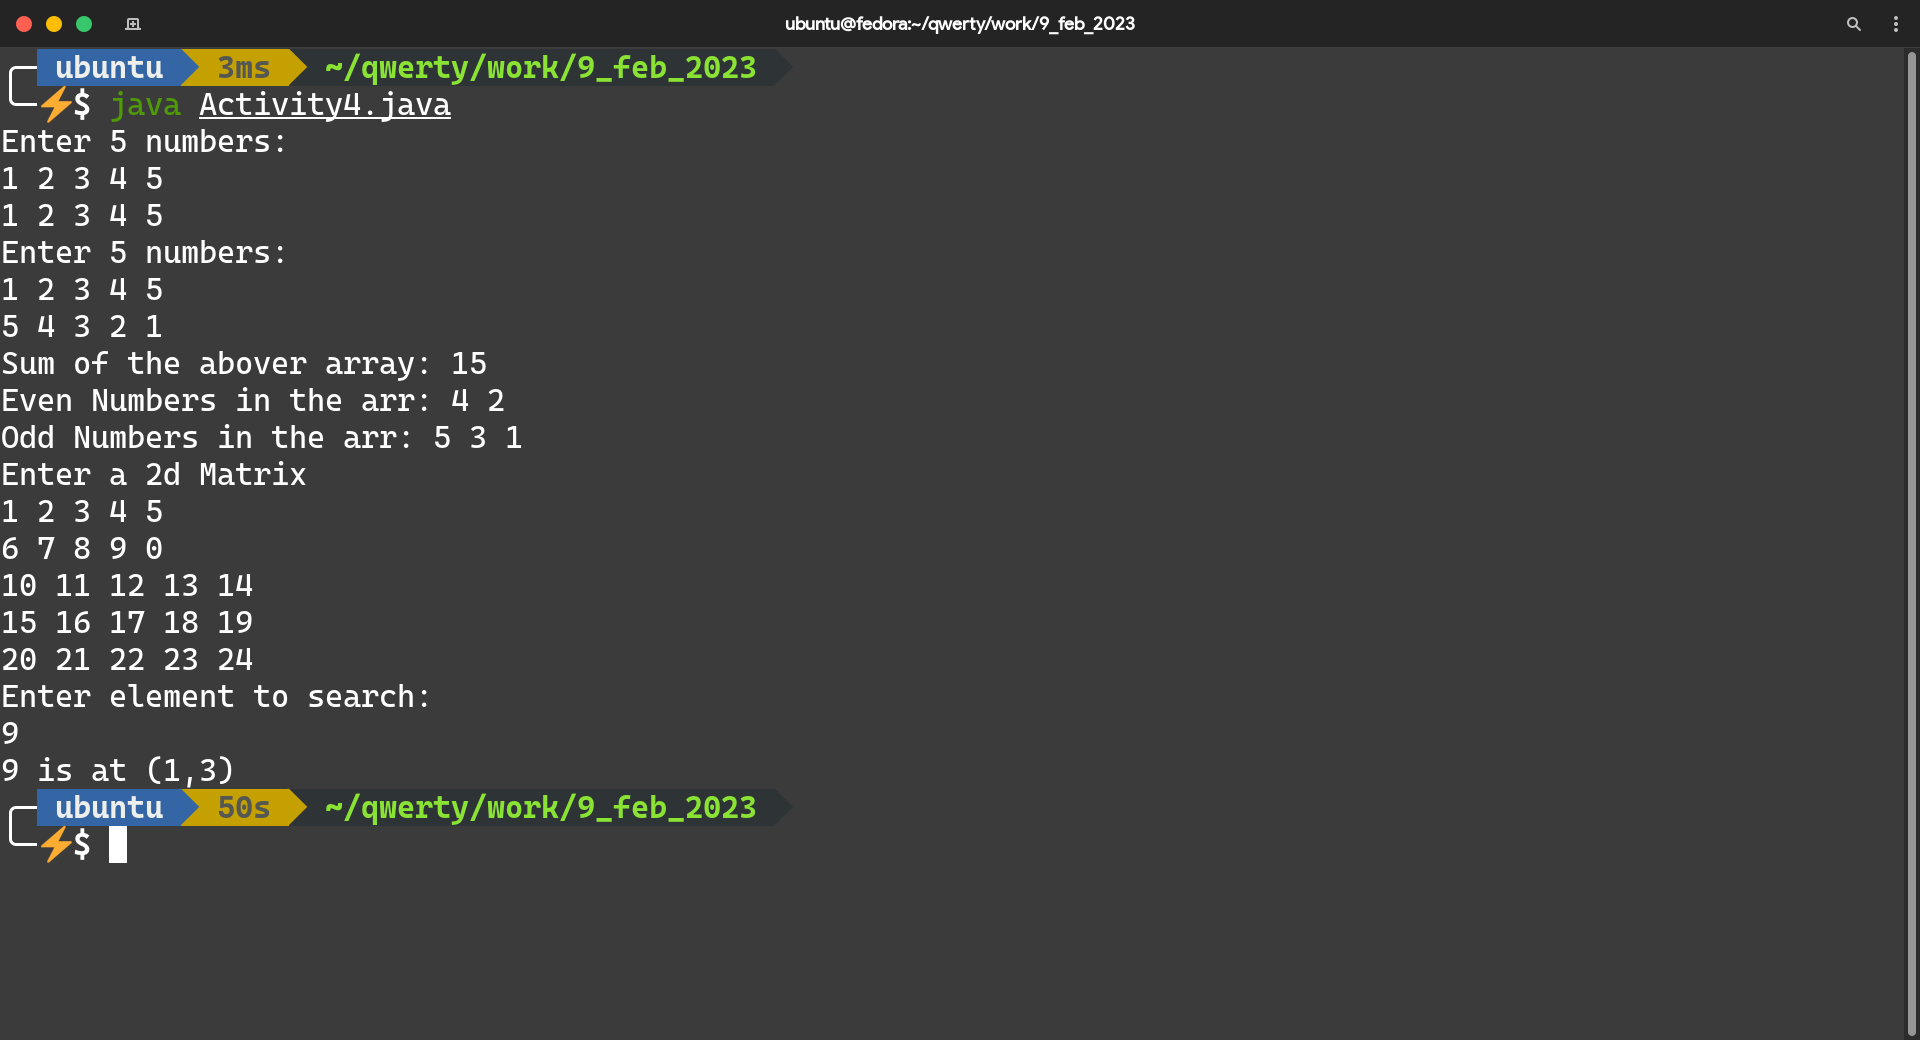 ubuntu@fedora:~/qwerty/work/9_feb_2023
ubuntu 3ms ~/qwerty/work/9_feb_2023
⚡$ java Activity4.java
Enter 5 numbers:
1 2 3 4 5
1 2 3 4 5
Enter 5 numbers:
1 2 3 4 5
5 4 3 2 1
Sum of the abover array: 15
Even Numbers in the arr: 4 2
Odd Numbers in the arr: 5 3 1
Enter a 2d Matrix
1 2 3 4 5
6 7 8 9 0
10 11 12 13 14
15 16 17 18 19
20 21 22 23 24
Enter element to search:
9
9 is at (1,3)
ubuntu 50s ~/qwerty/work/9_feb_2023
⚡$